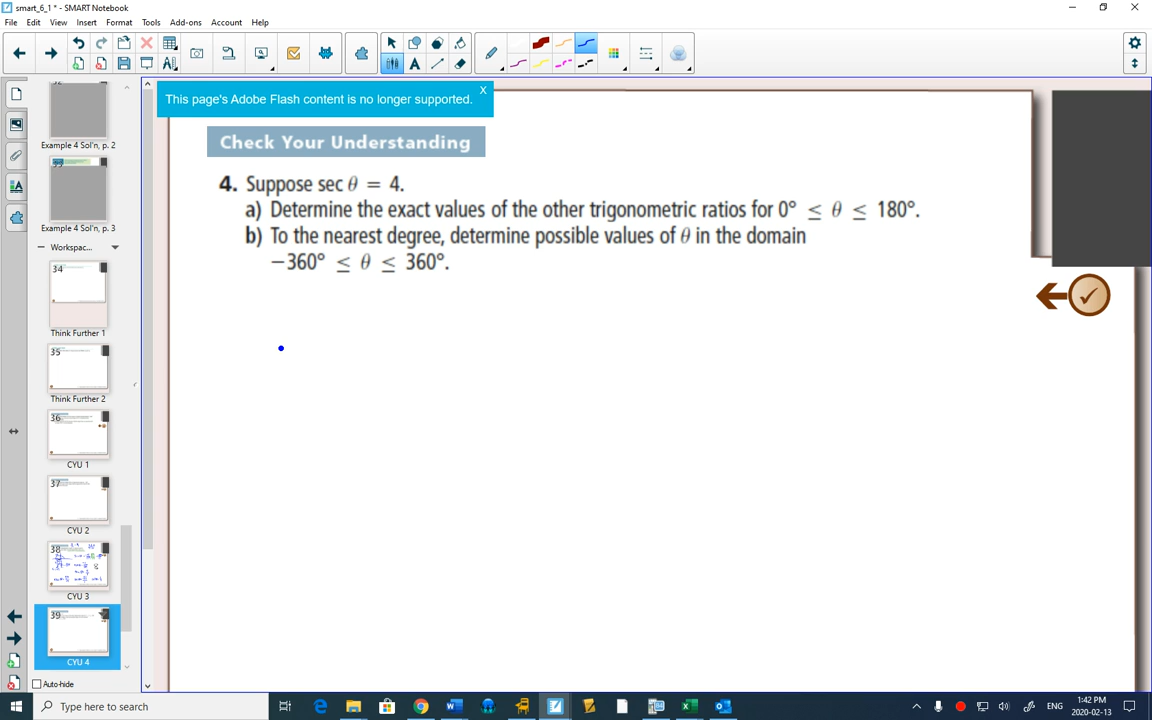 smart_6_1 * - SMART Notebook
File Edit View Insert Format Tools Add-ons Account Help
This page's Adobe Flash content is no longer supported. X
Check Your Understanding
4. Suppose sec θ = 4.
a) Determine the exact values of the other trigonometric ratios for 0° ≤ θ ≤ 180°.
b) To the nearest degree, determine possible values of θ in the domain
−360° ≤ θ ≤ 360°.
Example 4 Sol'n, p. 2
33
Example 4 Sol'n, p. 3
Workspac...
34
Think Further 1
35
Think Further 2
36
CYU 1
37
CYU 2
38
CYU 3
39
CYU 4
Auto-hide
Type here to search
ENG
1:42 PM
2020-02-13